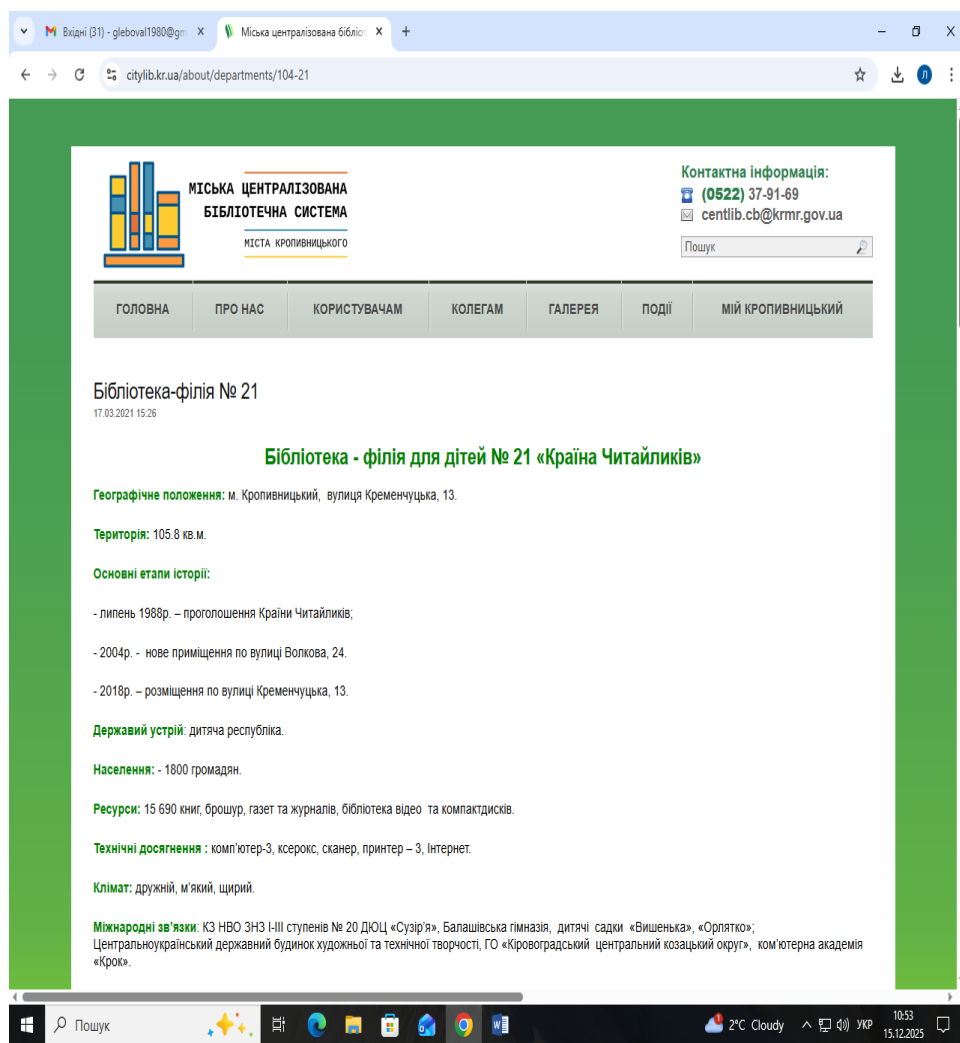 Вхідні (31) - gleboval1980@gm
Міська централізована бібліот
citylib.kr.ua/about/departments/104-21
Л
МІСЬКА ЦЕНТРАЛІЗОВАНА
БІБЛІОТЕЧНА СИСТЕМА
МІСТА КРОПИВНИЦЬКОГО
Контактна інформація:
(0522) 37-91-69
centlib.cb@krmr.gov.ua
Пошук
ГОЛОВНА ПРО НАС КОРИСТУВАЧАМ КОЛЕГАМ ГАЛЕРЕЯ ПОДІЇ МІЙ КРОПИВНИЦЬКИЙ
Бібліотека-філія № 21
17.03.2021 15:26
Бібліотека - філія для дітей № 21 «Країна Читайликів»
Географічне положення: м. Кропивницький, вулиця Кременчуцька, 13.
Територія: 105.8 кв.м.
Основні етапи історії:
- липень 1988р. – проголошення Країни Читайликів;
- 2004р. - нове приміщення по вулиці Волкова, 24.
- 2018р. – розміщення по вулиці Кременчуцька, 13.
Державий устрій: дитяча республіка.
Населення: - 1800 громадян.
Ресурси: 15 690 книг, брошур, газет та журналів, бібліотека відео та компактдисків.
Технічні досягнення : комп'ютер-3, ксерокс, сканер, принтер – 3, Інтернет.
Клімат: дружній, м'який, щирий.
Міжнародні зв'язки: КЗ НВО ЗНЗ І-ІІІ ступенів № 20 ДЮЦ «Сузір'я», Балашівська гімназія, дитячі садки «Вишенька», «Орлятко»;
Центральноукраїнський державний будинок художньої та технічної творчості, ГО «Кіровоградський центральний козацький округ», ком'ютерна академія
«Крок».
Пошук
2°C Cloudy
УКР
10:53
15.12.2025